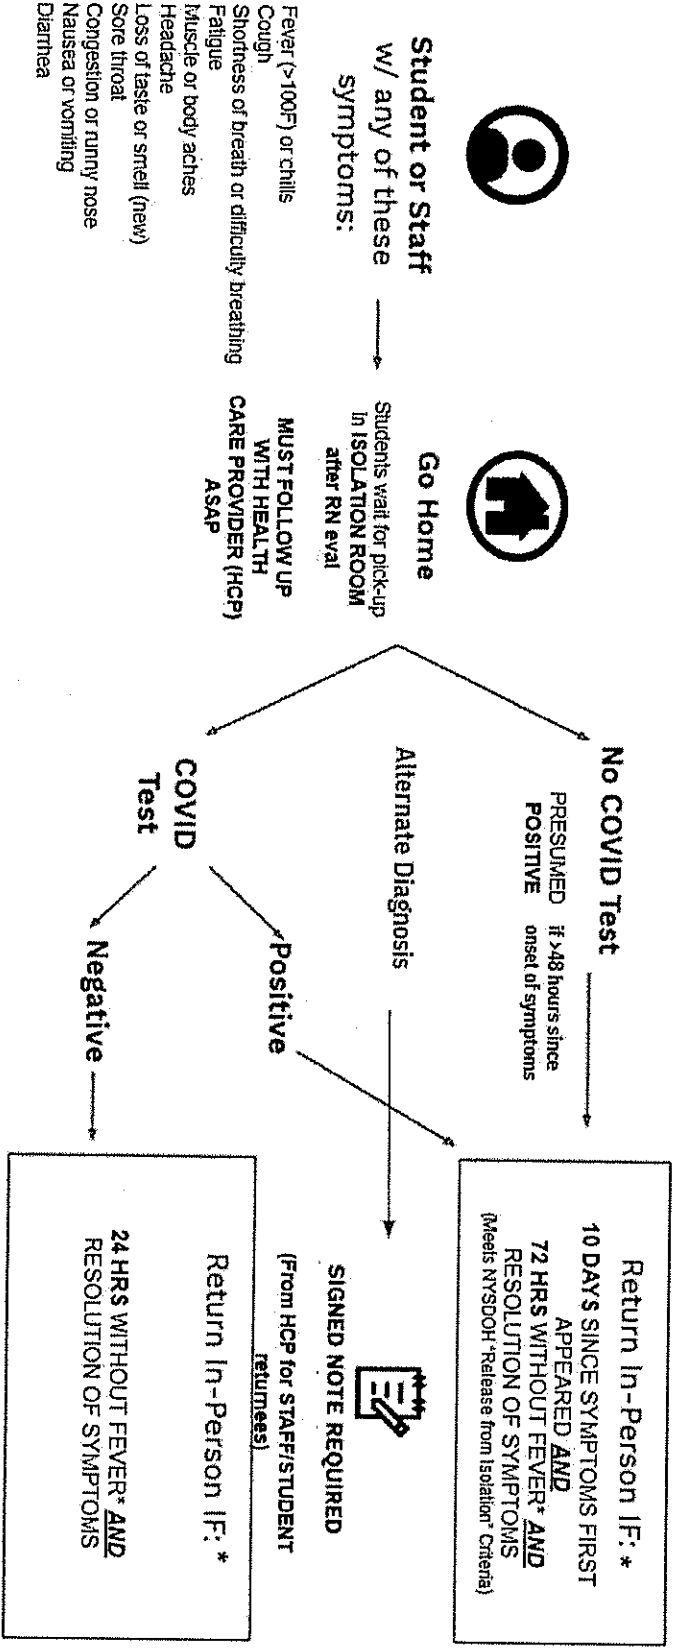 Student or Staff
w/ any of these
symptoms:
Fever (>100F) or chills
Cough
Shortness of breath or difficulty breathing
Fatigue
Muscle or body aches
Headache
Loss of taste or smell (new)
Sore throat
Congestion or runny nose
Nausea or vomiting
Diarrhea
Go Home
Students wait for pick-up
in ISOLATION ROOM
after RN eval
MUST FOLLOW UP
WITH HEALTH
CARE PROVIDER (HCP)
ASAP
No COVID Test
PRESUMED
POSITIVE
if >48 hours since
onset of symptoms
Alternate Diagnosis
COVID
Test
Positive
Negative
Return In-Person IF: *
10 DAYS SINCE SYMPTOMS FIRST
APPEARED AND
72 HRS WITHOUT FEVER* AND
RESOLUTION OF SYMPTOMS
(Meets NYSDOH "Release from Isolation" Criteria)
SIGNED NOTE REQUIRED
(From HCP for STAFF/STUDENT
returnees)
Return In-Person IF: *
24 HRS WITHOUT FEVER* AND
RESOLUTION OF SYMPTOMS